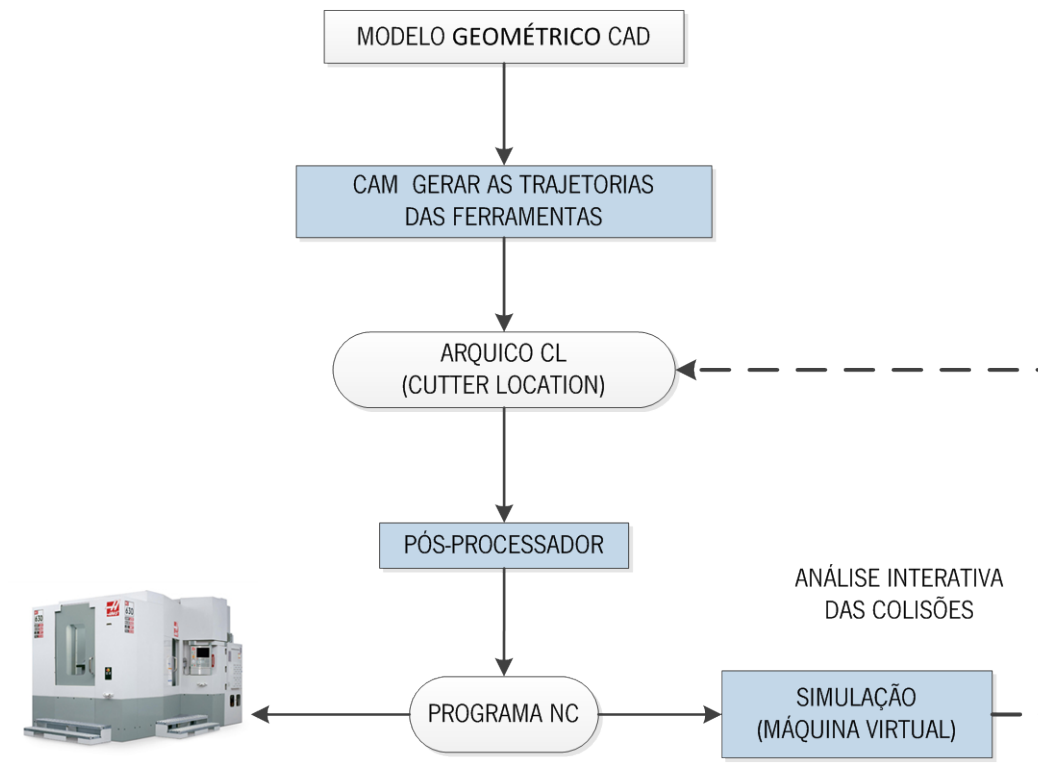 MODELO GEOMÉTRICO CAD
CAM GERAR AS TRAJETORIAS
DAS FERRAMENTAS
ARQUICO CL
(CUTTER LOCATION)
PÓS-PROCESSADOR
ANÁLISE INTERATIVA
DAS COLISÕES
PROGRAMA NC
SIMULAÇÃO
(MÁQUINA VIRTUAL)